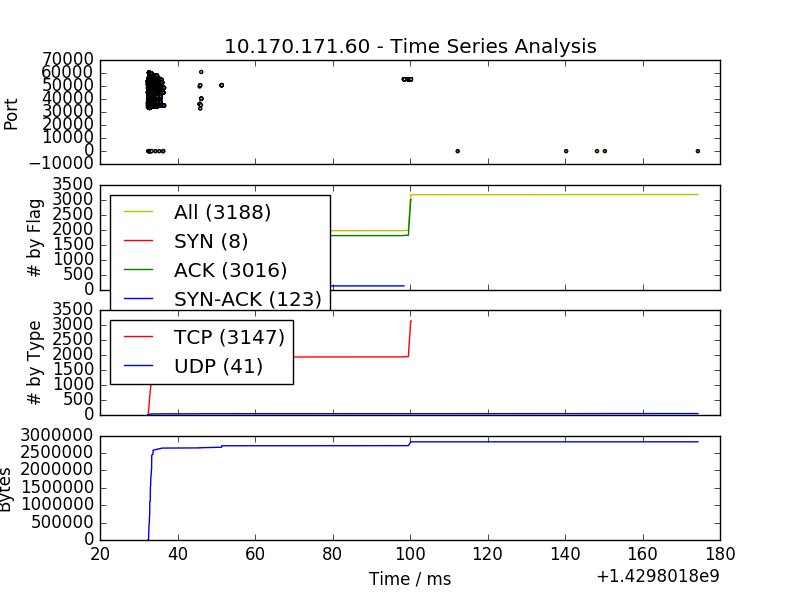 10.170.171.60 - Time Series Analysis
70000
60000
50000
40000
30000
20000
10000
0
−10000
Port
3500
3000
2500
2000
1500
1000
500
0
# by Flag
All (3188)
SYN (8)
ACK (3016)
SYN-ACK (123)
3500
3000
2500
2000
1500
1000
500
0
# by Type
TCP (3147)
UDP (41)
3000000
2500000
2000000
1500000
1000000
500000
0
Bytes
20 40 60 80 100 120 140 160 180
Time / ms
+1.4298018e9